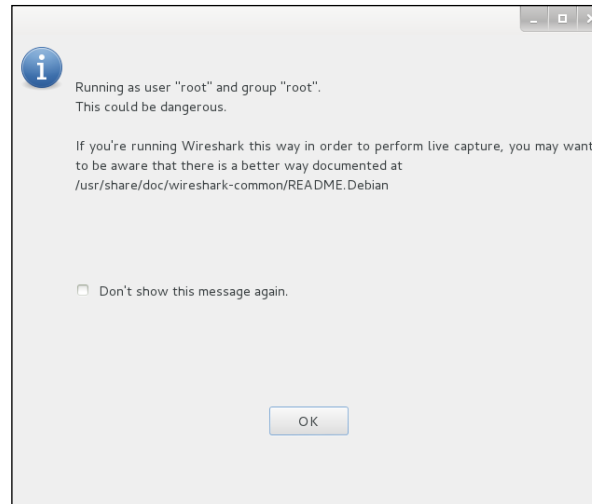 Running as user "root" and group "root".
This could be dangerous.
If you're running Wireshark this way in order to perform live capture, you may want
to be aware that there is a better way documented at
/usr/share/doc/wireshark-common/README.Debian
Don't show this message again.
OK